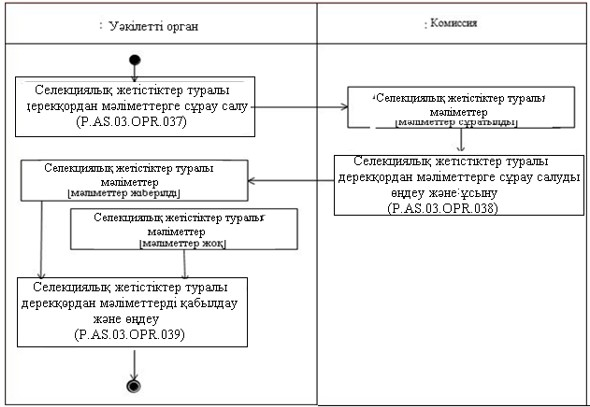 : Уәкілетті орган
: Комиссия
Селекциялық жетістіктер туралы
дерекқордан мәліметтерге сұрау салу
(P.AS.03.OPR.037)
Селекциялық жетістіктер туралы
мәліметтер
[мәліметтер сұратылды]
Селекциялық жетістіктер туралы
дерекқордан мәліметтерге сұрау салуды
өңдеу және ұсыну
(P.AS.03.OPR.038)
Селекциялық жетістіктер туралы
мәліметтер
[мәліметтер жіберілді]
Селекциялық жетістіктер туралы
мәліметтер
[мәліметтер жоқ]
Селекциялық жетістіктер туралы
дерекқордан мәліметтерді қабылдау
және өңдеу
(P.AS.03.OPR.039)